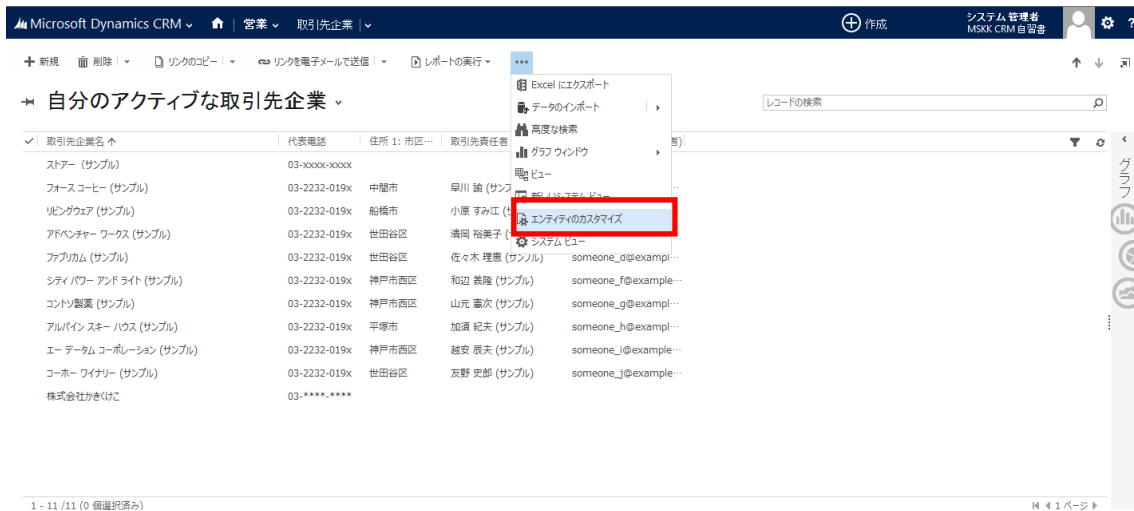 Microsoft Dynamics CRM 営業 取引先企業 作成 システム 管理者
MSKK CRM 自習書 ?
新規 削除 リンクのコピー リンクを電子メールで送信 レポートの実行 ...
Excel にエクスポート
自分のアクティブな取引先企業 レコードの検索
データのインポート
高度な検索
取引先企業名 代表電話 住所 1: 市区… 取引先責任者 者)
グラフ ウィンドウ
グラフ
ストアー (サンプル) 03-xxxx-xxxx
ビュー
フォース コーヒー (サンプル) 03-2232-019x 中間市 早川 諭 (サンプ
新しいシステム ビュー
リビングウェア (サンプル) 03-2232-019x 船橋市 小原 すみ江 (サ
エンティティのカスタマイズ
アドベンチャー ワークス (サンプル) 03-2232-019x 世田谷区 清岡 裕美子 (
システム ビュー
ファブリカム (サンプル) 03-2232-019x 世田谷区 佐々木 理恵 (サンプル) someone_d@exampl…
シティ パワー アンド ライト (サンプル) 03-2232-019x 神戸市西区 和辺 義隆 (サンプル) someone_f@example…
コントソ製薬 (サンプル) 03-2232-019x 神戸市西区 山元 憲次 (サンプル) someone_g@exampl…
アルパイン スキー ハウス (サンプル) 03-2232-019x 平塚市 加須 紀夫 (サンプル) someone_h@exampl…
エー データム コーポレーション (サンプル) 03-2232-019x 神戸市西区 越安 辰夫 (サンプル) someone_i@example…
コーホー ワイナリー (サンプル) 03-2232-019x 世田谷区 友野 史郎 (サンプル) someone_j@example…
株式会社かきくけこ 03-****-****
1 - 11 /11 (0 個選択済み) 1 ページ